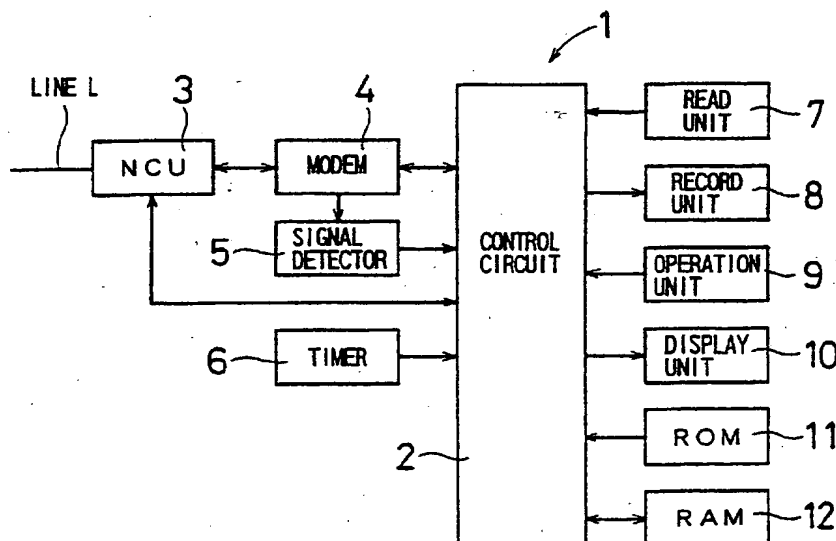 1
LINE L
3
4
NCU
MODEM
5
SIGNAL
DETECTOR
6
TIMER
CONTROL
CIRCUIT
2
READ
UNIT
7
RECORD
UNIT
8
OPERATION
UNIT
9
DISPLAY
UNIT
10
ROM
11
RAM
12